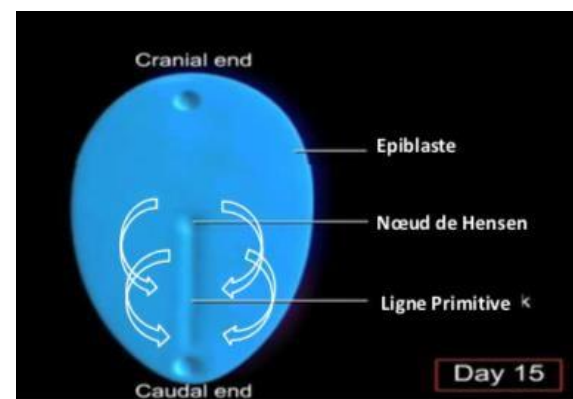 Cranial end
Epiblaste
Nœud de Hensen
Ligne Primitive k
Day 15
Caudal end